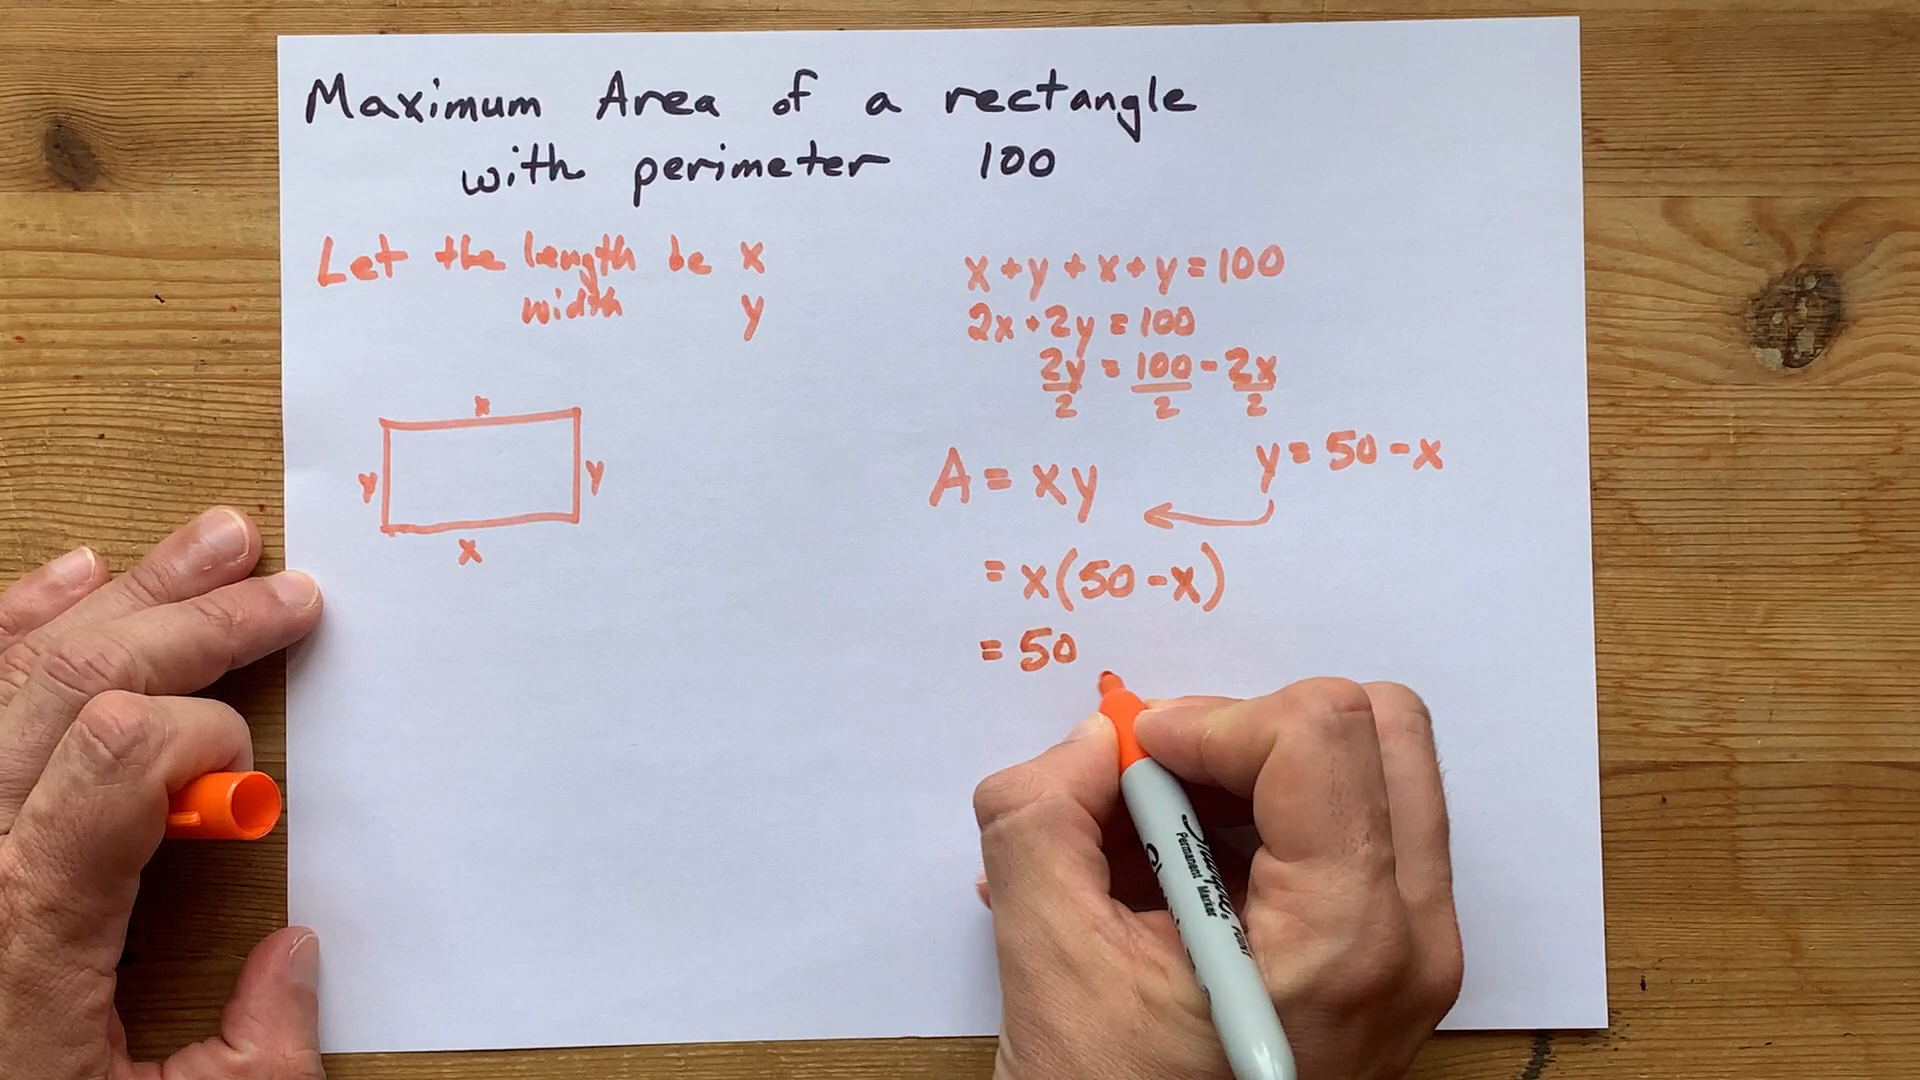 Maximum Area of a rectangle
with perimeter 100
Let the length be x
width y
x
y
y
x
x+y+x+y=100
2x+2y=100
2y/2 = 100/2 - 2x/2
y=50-x
A=xy
=x(50-x)
=50
Sharpie
Permanent Marker
POINT